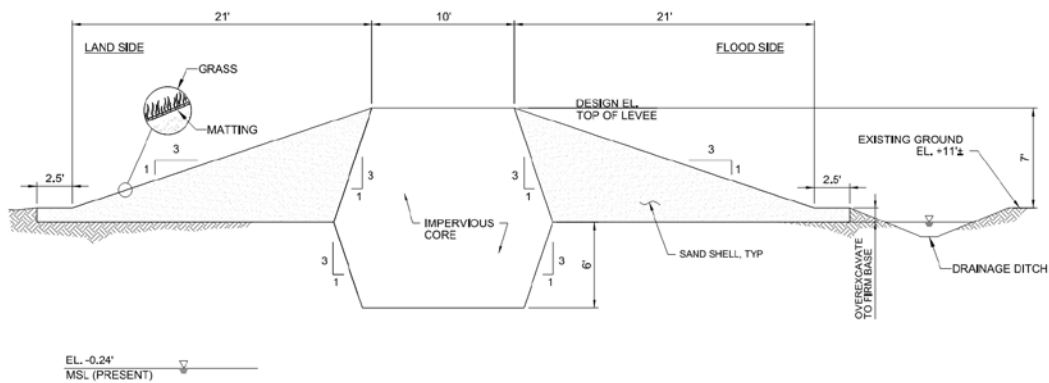 21'
10'
21'
LAND SIDE
FLOOD SIDE
GRASS
MATTING
DESIGN EL.
TOP OF LEVEE
EXISTING GROUND
EL. +11'±
7'
3
1
3
1
3
1
3
1
2.5'
2.5'
IMPERVIOUS
CORE
SAND SHELL, TYP
3
1
3
1
6'
OVEREXCAVATE
TO FIRM BASE
DRAINAGE DITCH
EL. -0.24'
MSL (PRESENT)